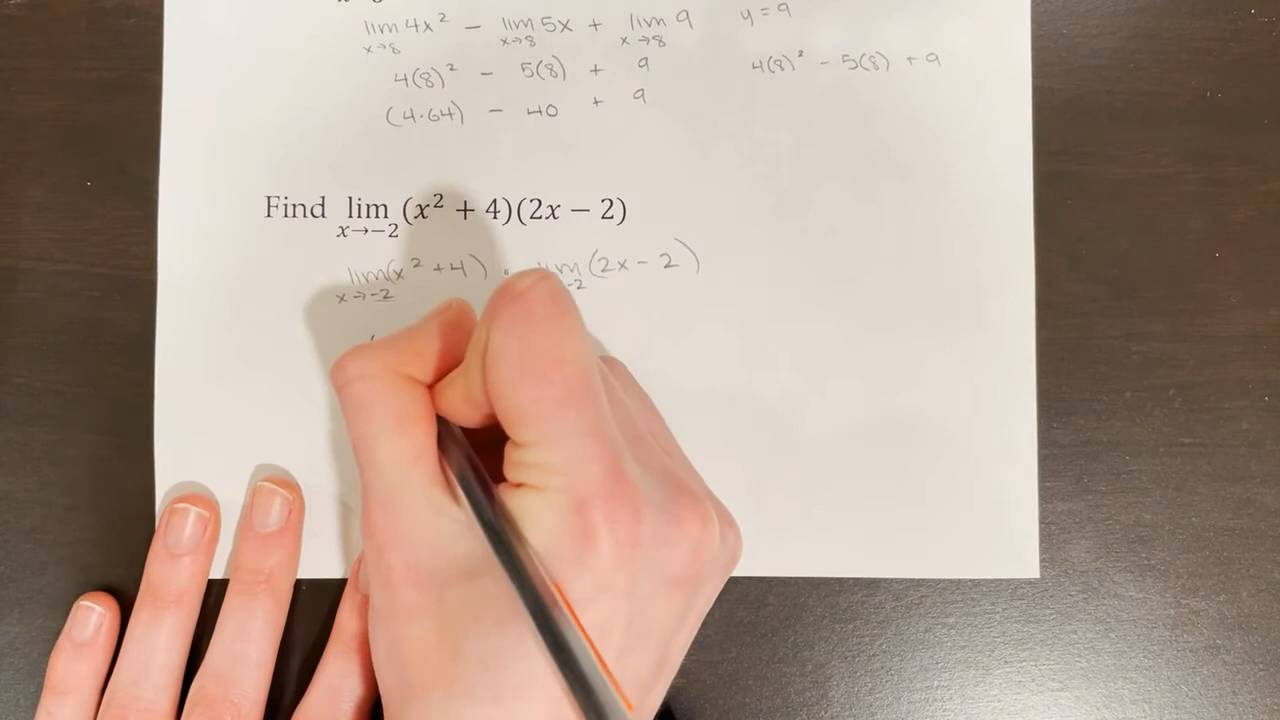 lim 4x² - lim 5x + lim 9 y = 9
x→8 x→8 x→8
4(8)² - 5(8) + 9 4(8)² - 5(8) + 9
(4·64) - 40 + 9
Find lim (x² + 4)(2x − 2)
x→−2
lim(x² + 4) · lim (2x - 2)
x→-2 -2
(